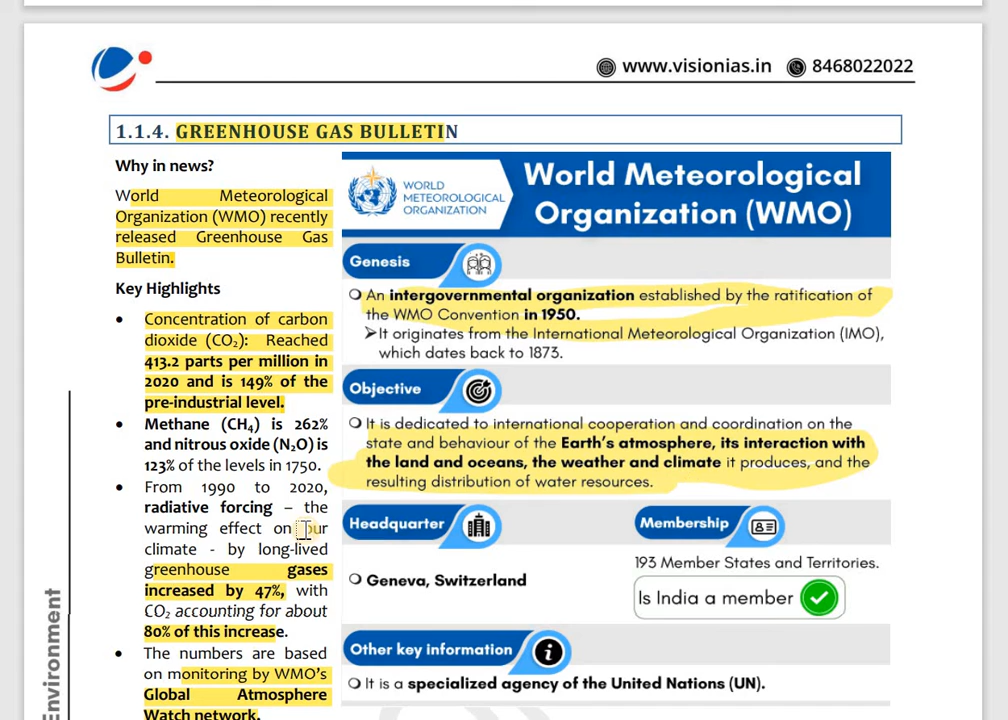 www.visionias.in 8468022022
1.1.4. GREENHOUSE GAS BULLETIN
Why in news?
World Meteorological
Organization (WMO) recently
released Greenhouse Gas
Bulletin.
Key Highlights
• Concentration of carbon
dioxide (CO₂): Reached
413.2 parts per million in
2020 and is 149% of the
pre-industrial level.
• Methane (CH₄) is 262%
and nitrous oxide (N₂O) is
123% of the levels in 1750.
• From 1990 to 2020,
radiative forcing – the
warming effect on our
climate - by long-lived
greenhouse gases
increased by 47%, with
CO₂ accounting for about
80% of this increase.
• The numbers are based
on monitoring by WMO’s
Global Atmosphere
Watch network.
WORLD
METEOROLOGICAL
ORGANIZATION
World Meteorological
Organization (WMO)
Genesis
An intergovernmental organization established by the ratification of
the WMO Convention in 1950.
➤It originates from the International Meteorological Organization (IMO),
which dates back to 1873.
Objective
It is dedicated to international cooperation and coordination on the
state and behaviour of the Earth’s atmosphere, its interaction with
the land and oceans, the weather and climate it produces, and the
resulting distribution of water resources.
Headquarter
Geneva, Switzerland
Membership
193 Member States and Territories.
Is India a member
Other key information
It is a specialized agency of the United Nations (UN).
Environment